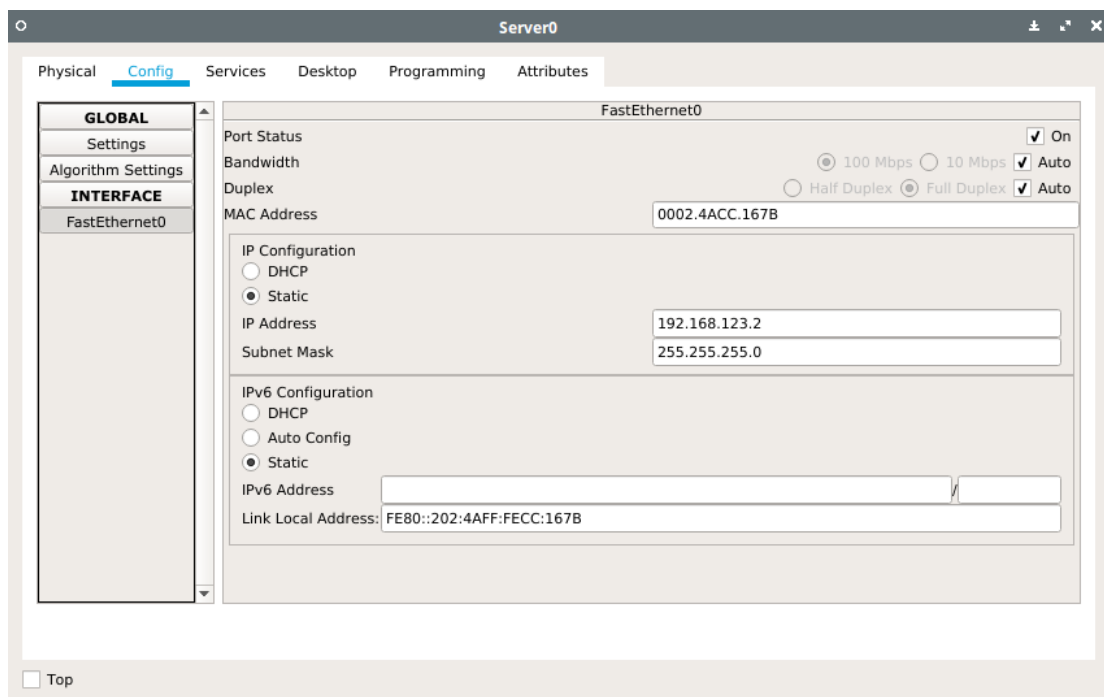 Server0
Physical Config Services Desktop Programming Attributes
GLOBAL
Settings
Algorithm Settings
INTERFACE
FastEthernet0
FastEthernet0
Port Status On
Bandwidth 100 Mbps 10 Mbps Auto
Duplex Half Duplex Full Duplex Auto
MAC Address 0002.4ACC.167B
IP Configuration
DHCP
Static
IP Address 192.168.123.2
Subnet Mask 255.255.255.0
IPv6 Configuration
DHCP
Auto Config
Static
IPv6 Address /
Link Local Address: FE80::202:4AFF:FECC:167B
Top